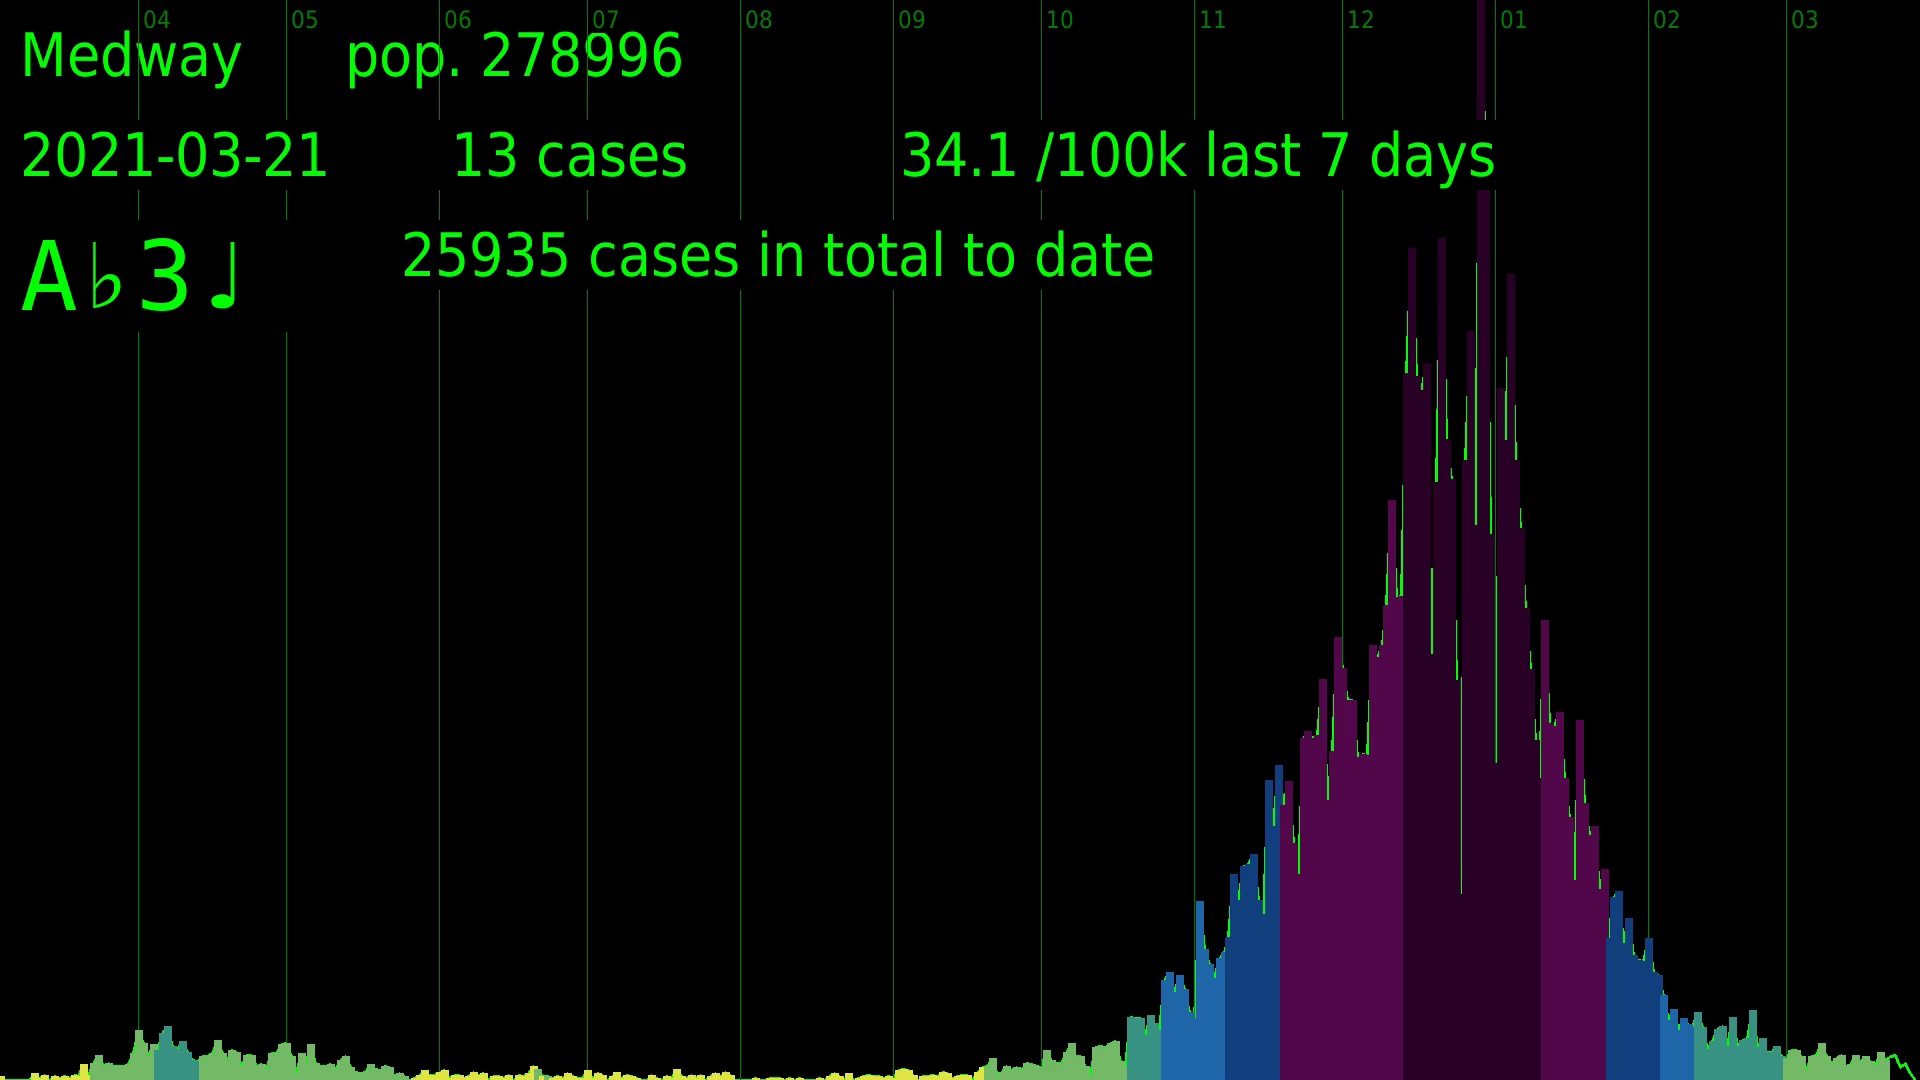 04 05 06 07 08 09 10 11 12 01 02 03
Medway pop. 278996
2021-03-21 13 cases 34.1 /100k last 7 days
A♭3♩ 25935 cases in total to date